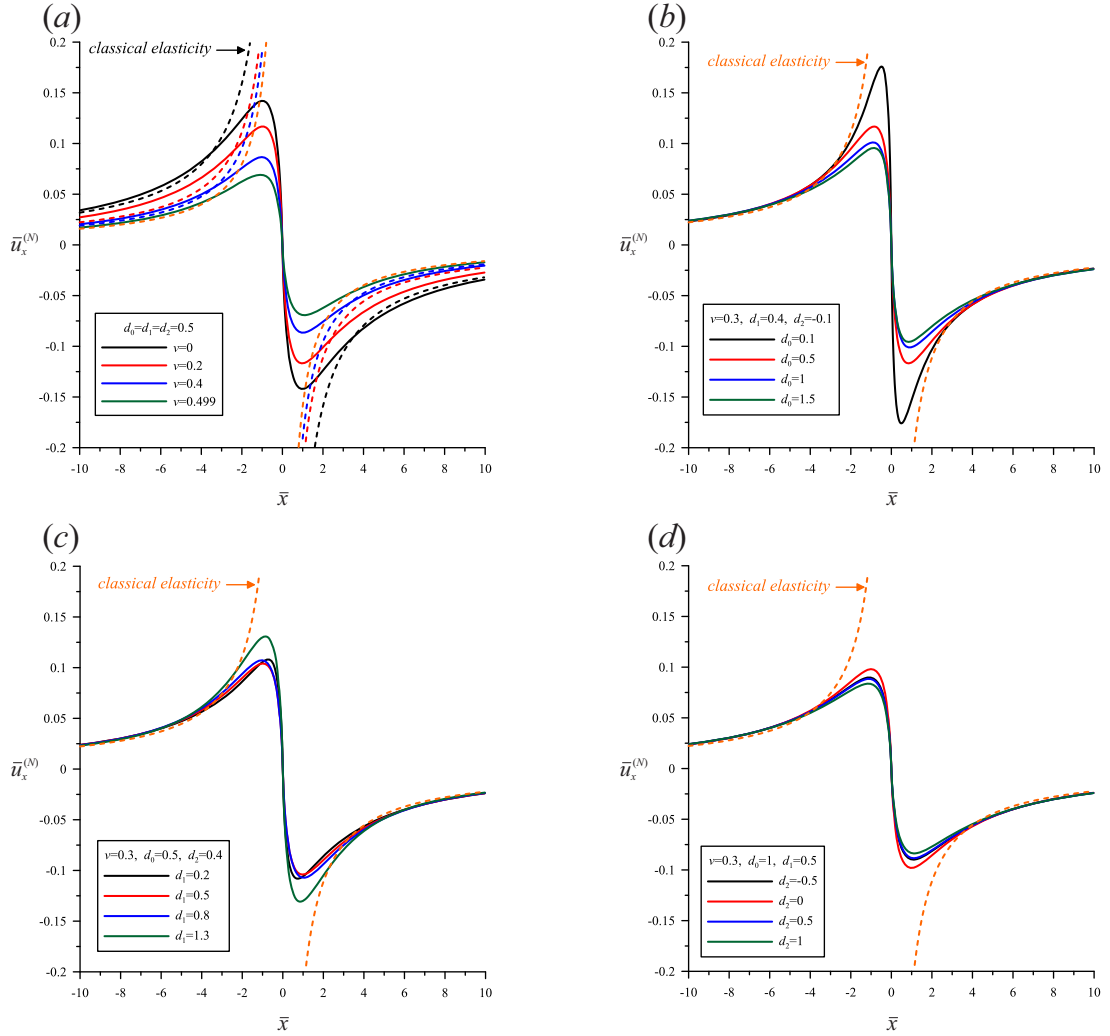 (a)
classical elasticity
0.2
0.15
0.1
0.05
0
-0.05
-0.1
-0.15
-0.2
ūₓ⁽ᴺ⁾
d₀=d₁=d₂=0.5
ν=0
ν=0.2
ν=0.4
ν=0.499
-10 -8 -6 -4 -2 0 2 4 6 8 10
x̄
(b)
classical elasticity
0.2
0.15
0.1
0.05
0
-0.05
-0.1
-0.15
-0.2
ūₓ⁽ᴺ⁾
ν=0.3, d₁=0.4, d₂=-0.1
d₀=0.1
d₀=0.5
d₀=1
d₀=1.5
-10 -8 -6 -4 -2 0 2 4 6 8 10
x̄
(c)
classical elasticity
0.2
0.15
0.1
0.05
0
-0.05
-0.1
-0.15
-0.2
ūₓ⁽ᴺ⁾
ν=0.3, d₀=0.5, d₂=0.4
d₁=0.2
d₁=0.5
d₁=0.8
d₁=1.3
-10 -8 -6 -4 -2 0 2 4 6 8 10
x̄
(d)
classical elasticity
0.2
0.15
0.1
0.05
0
-0.05
-0.1
-0.15
-0.2
ūₓ⁽ᴺ⁾
ν=0.3, d₀=1, d₁=0.5
d₂=-0.5
d₂=0
d₂=0.5
d₂=1
-10 -8 -6 -4 -2 0 2 4 6 8 10
x̄